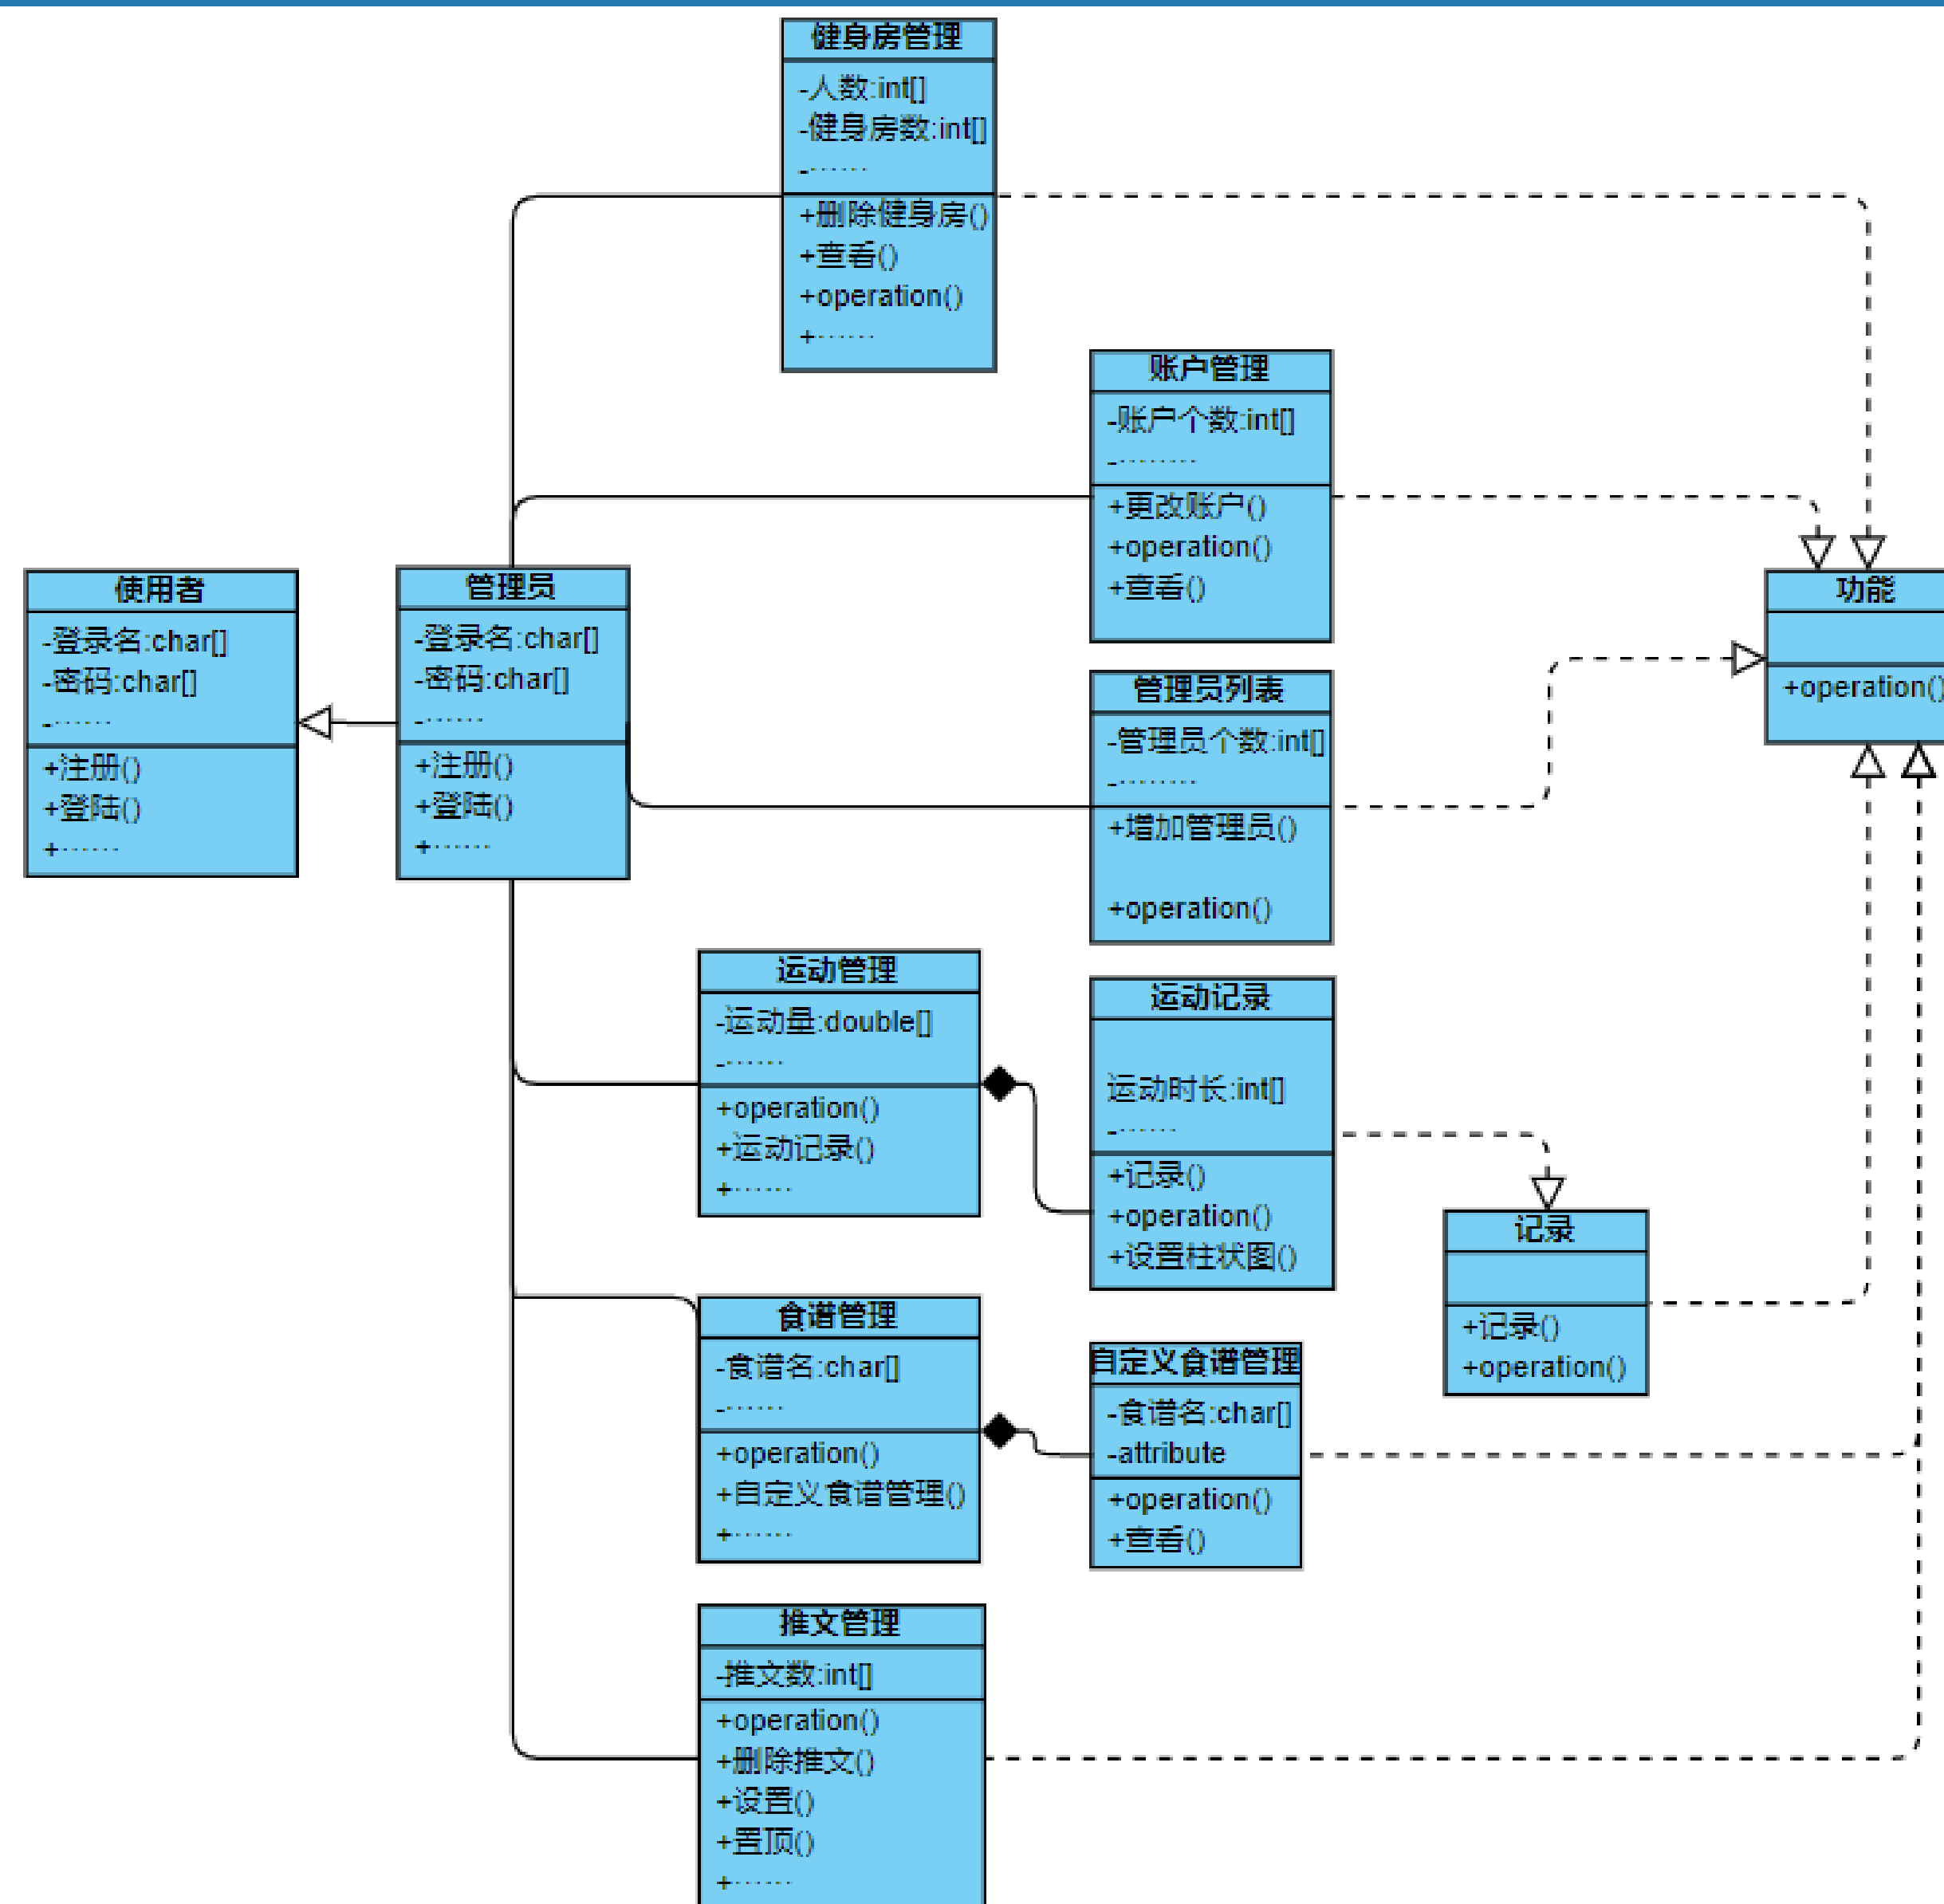 健身房管理
-人数:int[]
-健身房数:int[]
-······
+删除健身房()
+查看()
+operation()
+······
账户管理
-账户个数:int[]
-·······
+更改账户()
+operation()
+查看()
使用者
-登录名:char[]
-密码:char[]
-······
+注册()
+登陆()
+······
管理员
-登录名:char[]
-密码:char[]
-······
+注册()
+登陆()
+······
功能
+operation()
管理员列表
-管理员个数:int[]
-·······
+增加管理员()
+operation()
运动管理
-运动量:double[]
-······
+operation()
+运动记录()
+······
运动记录
运动时长:int[]
-······
+记录()
+operation()
+设置柱状图()
记录
+记录()
+operation()
食谱管理
-食谱名:char[]
-······
+operation()
+自定义食谱管理()
+······
自定义食谱管理
-食谱名:char[]
-attribute
+operation()
+查看()
推文管理
-推文数:int[]
+operation()
+删除推文()
+设置()
+置顶()
+······